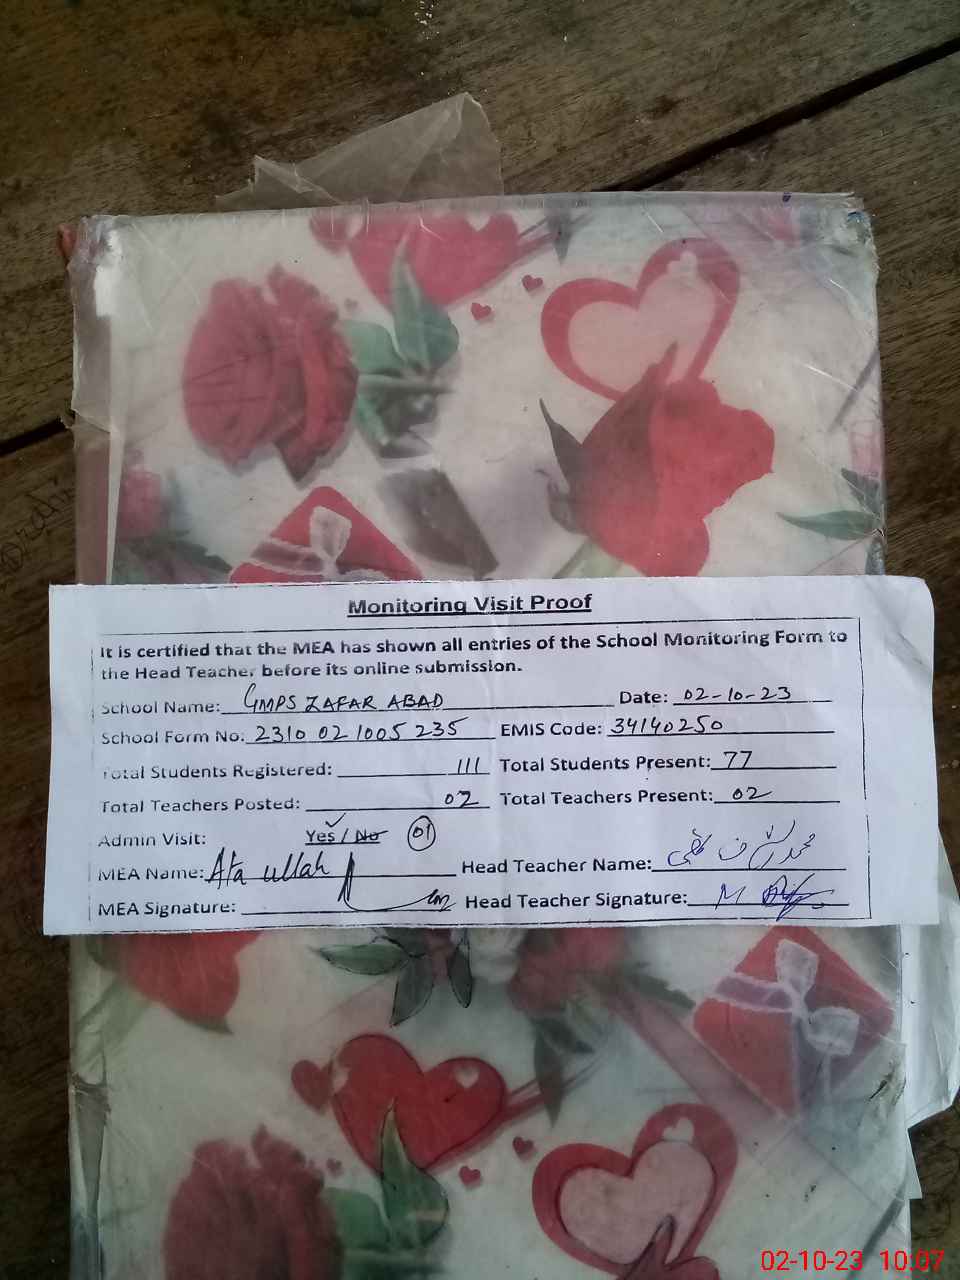 Monitoring Visit Proof
It is certified that the MEA has shown all entries of the School Monitoring Form to
the Head Teacher before its online submission.
School Name: GMPS ZAFAR ABAD Date: 02-10-23
School Form No: 2310 02 1005 235 EMIS Code: 34140250
Total Students Registered: 111 Total Students Present: 77
Total Teachers Posted: 02 Total Teachers Present: 02
Admin Visit: Yes / No 01
MEA Name: Ata ullah Head Teacher Name: محمد
MEA Signature: Head Teacher Signature: M
02-10-23 10:07